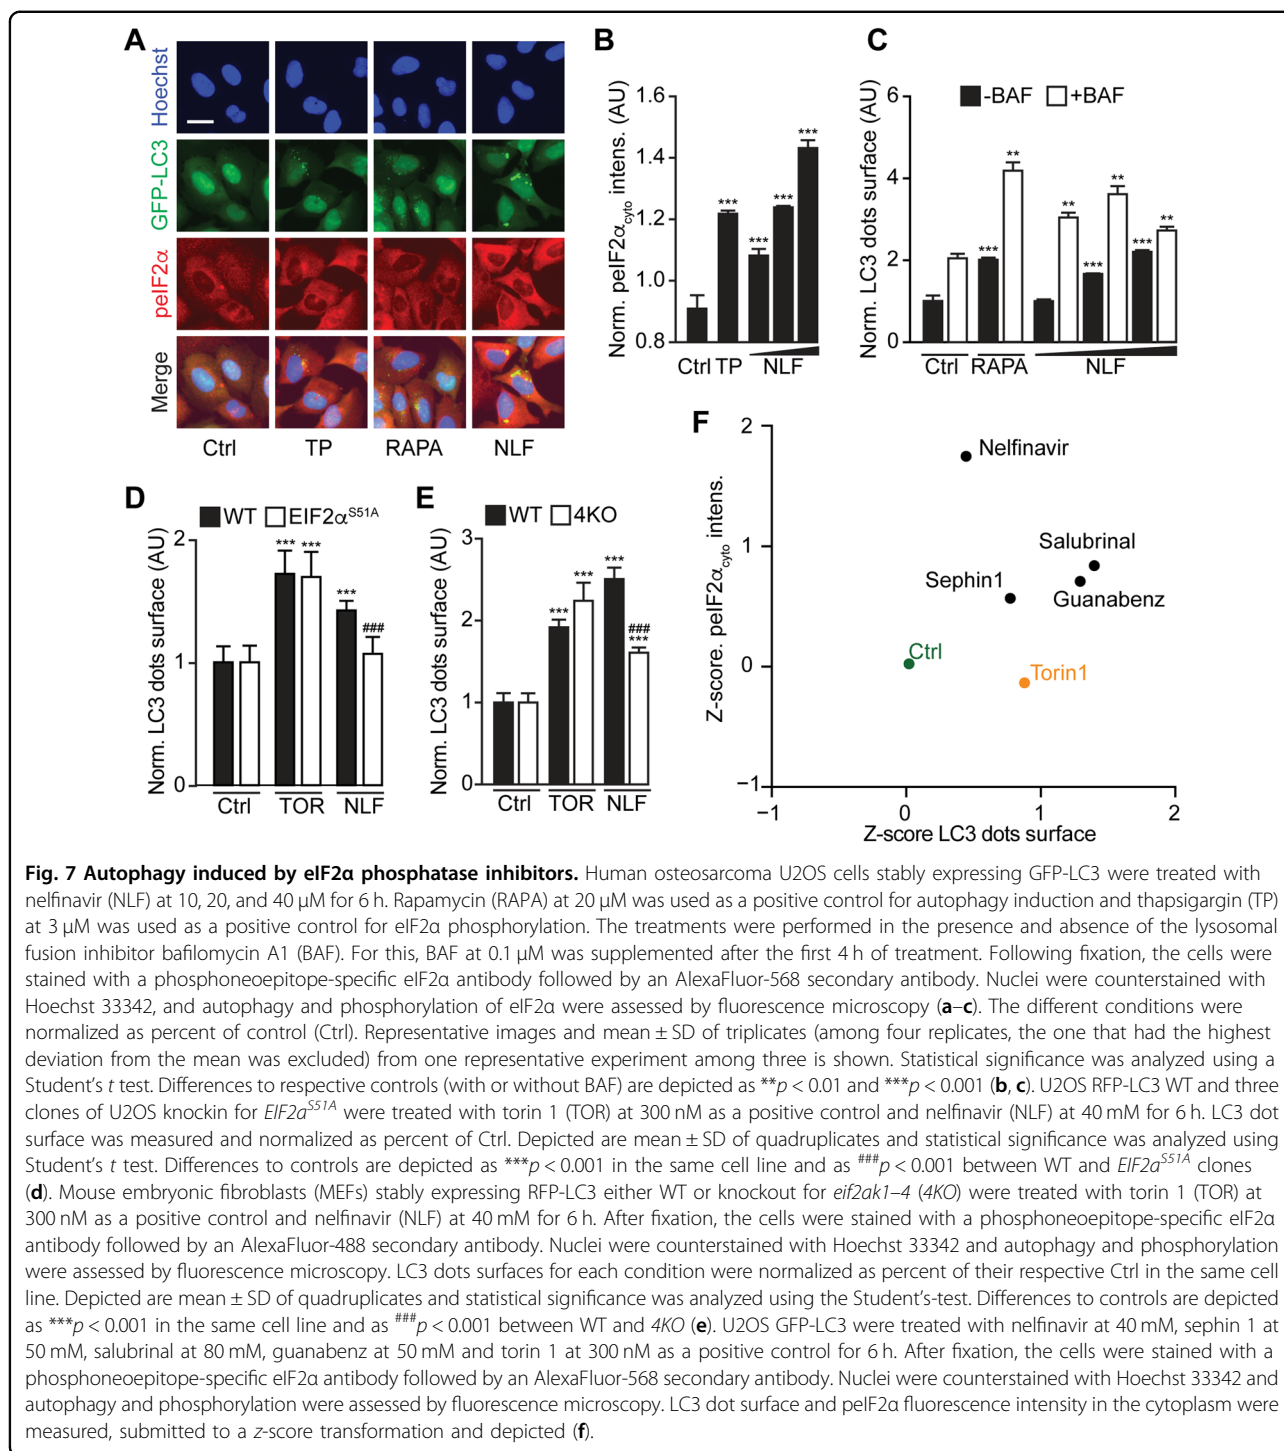 A
Hoechst
GFP-LC3
peIF2α
Merge
Ctrl TP RAPA NLF
B
Norm. peIF2αcyto intens. (AU)
1.6
1.4
1.2
1.0
0.8
*** *** *** ***
Ctrl TP NLF
C
-BAF +BAF
Norm. LC3 dots surface (AU)
6
4
2
0
*** ** ** *** ** *** **
Ctrl RAPA NLF
D
WT EIF2αS51A
Norm. LC3 dots surface (AU)
2
1
0
*** *** *** ###
Ctrl TOR NLF
E
WT 4KO
Norm. LC3 dots surface (AU)
3
2
1
0
*** *** *** ###
***
Ctrl TOR NLF
F
Z-score. peIF2αcyto intens.
2
1
0
−1
Nelfinavir
Salubrinal
Sephin1
Guanabenz
Ctrl
Torin1
−1 0 1 2
Z-score LC3 dots surface
Fig. 7 Autophagy induced by eIF2α phosphatase inhibitors. Human osteosarcoma U2OS cells stably expressing GFP-LC3 were treated with
nelfinavir (NLF) at 10, 20, and 40 µM for 6 h. Rapamycin (RAPA) at 20 µM was used as a positive control for autophagy induction and thapsigargin (TP)
at 3 µM was used as a positive control for eIF2α phosphorylation. The treatments were performed in the presence and absence of the lysosomal
fusion inhibitor bafilomycin A1 (BAF). For this, BAF at 0.1 µM was supplemented after the first 4 h of treatment. Following fixation, the cells were
stained with a phosphoneoepitope-specific eIF2α antibody followed by an AlexaFluor-568 secondary antibody. Nuclei were counterstained with
Hoechst 33342, and autophagy and phosphorylation of eIF2α were assessed by fluorescence microscopy (a–c). The different conditions were
normalized as percent of control (Ctrl). Representative images and mean ± SD of triplicates (among four replicates, the one that had the highest
deviation from the mean was excluded) from one representative experiment among three is shown. Statistical significance was analyzed using a
Student's t test. Differences to respective controls (with or without BAF) are depicted as **p < 0.01 and ***p < 0.001 (b, c). U2OS RFP-LC3 WT and three
clones of U2OS knockin for EIF2aS51A were treated with torin 1 (TOR) at 300 nM as a positive control and nelfinavir (NLF) at 40 mM for 6 h. LC3 dot
surface was measured and normalized as percent of Ctrl. Depicted are mean ± SD of quadruplicates and statistical significance was analyzed using
Student's t test. Differences to controls are depicted as ***p < 0.001 in the same cell line and as ###p < 0.001 between WT and EIF2aS51A clones
(d). Mouse embryonic fibroblasts (MEFs) stably expressing RFP-LC3 either WT or knockout for eif2ak1–4 (4KO) were treated with torin 1 (TOR) at
300 nM as a positive control and nelfinavir (NLF) at 40 mM for 6 h. After fixation, the cells were stained with a phosphoneoepitope-specific eIF2α
antibody followed by an AlexaFluor-488 secondary antibody. Nuclei were counterstained with Hoechst 33342 and autophagy and phosphorylation
were assessed by fluorescence microscopy. LC3 dots surfaces for each condition were normalized as percent of their respective Ctrl in the same cell
line. Depicted are mean ± SD of quadruplicates and statistical significance was analyzed using the Student's-test. Differences to controls are depicted
as ***p < 0.001 in the same cell line and as ###p < 0.001 between WT and 4KO (e). U2OS GFP-LC3 were treated with nelfinavir at 40 mM, sephin 1 at
50 mM, salubrinal at 80 mM, guanabenz at 50 mM and torin 1 at 300 nM as a positive control for 6 h. After fixation, the cells were stained with a
phosphoneoepitope-specific eIF2α antibody followed by an AlexaFluor-568 secondary antibody. Nuclei were counterstained with Hoechst 33342 and
autophagy and phosphorylation were assessed by fluorescence microscopy. LC3 dot surface and peIF2α fluorescence intensity in the cytoplasm were
measured, submitted to a z-score transformation and depicted (f).